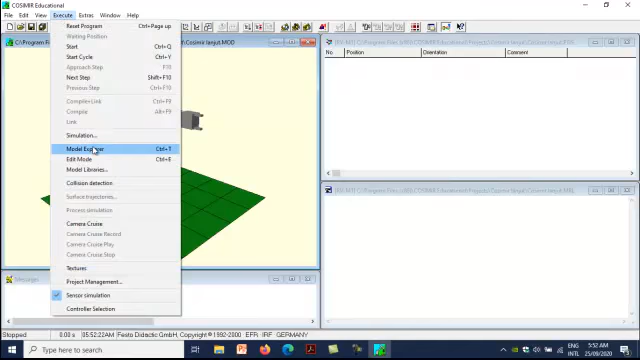 COSIMIR Educational
File Edit View Execute Extras Window Help
Reset Program Ctrl+Page up
Waiting Position
Start Ctrl+Q
Start Cycle Ctrl+Y
Approach Step F10
Next Step Shift+F10
Previous Step
Compile+Link Ctrl+F9
Compile Alt+F9
Link
Simulation...
Model Explorer Ctrl+T
Edit Mode Ctrl+E
Model Libraries...
Collision detection
Surface trajectories...
Process simulation
Camera Cruise
Camera Cruise Record
Camera Cruise Play
Camera Cruise Stop
Textures
Project Management...
Sensor simulation
Controller Selection
No. Position Orientation Comment
Messages
Stopped 0.00 s 05:52:22 AM Festo Didactic GmbH. Copyright (c)1992-2000 EFR IRF GERMANY
Type here to search
ENG 5:52 AM
INTL 25/09/2020